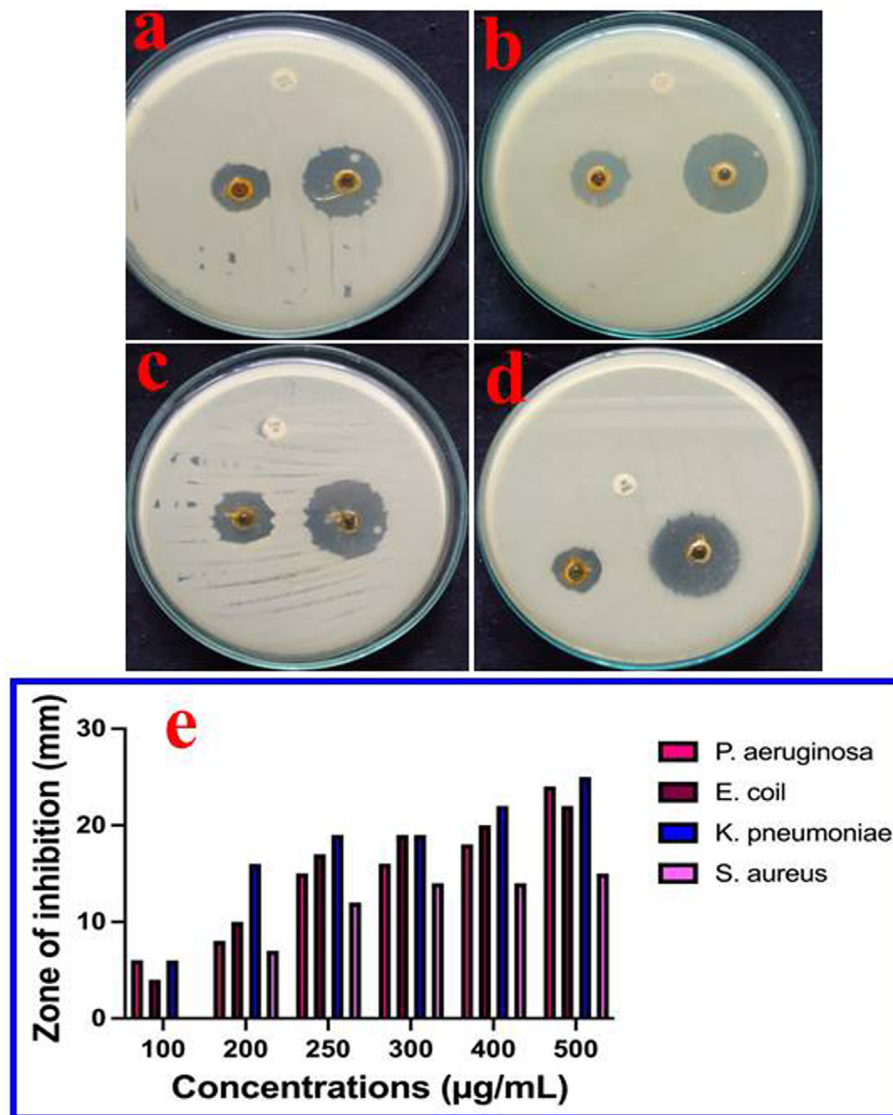 a
b
c
d
e
Zone of inhibition (mm)
30
20
10
0
100 200 250 300 400 500
Concentrations (µg/mL)
P. aeruginosa
E. coil
K. pneumoniae
S. aureus